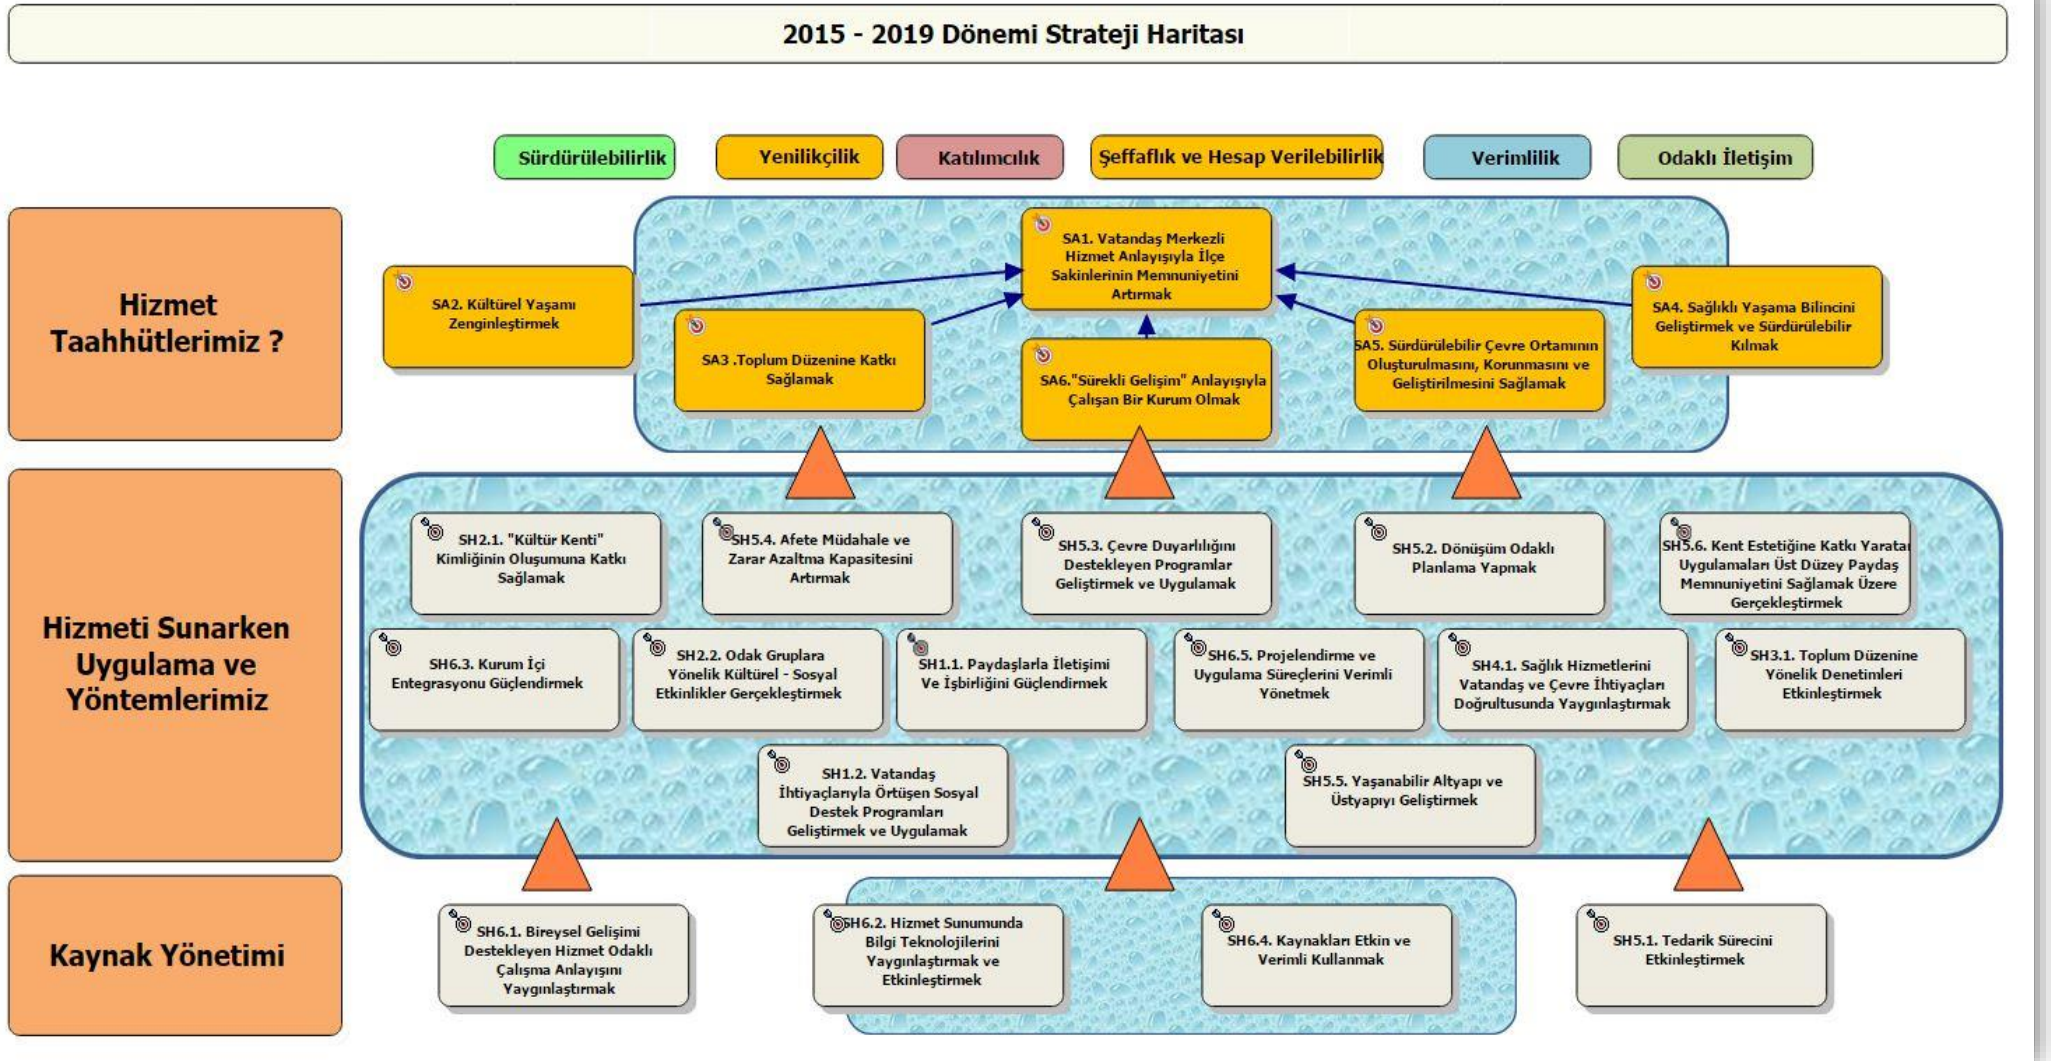 2015 - 2019 Dönemi Strateji Haritası
Sürdürülebilirlik
Yenilikçilik
Katılımcılık
Şeffaflık ve Hesap Verilebilirlik
Verimlilik
Odaklı İletişim
Hizmet
Taahhütlerimiz ?
SA1. Vatandaş Merkezli
Hizmet Anlayışıyla İlçe
Sakinlerinin Memnuniyetini
Artırmak
SA2. Kültürel Yaşamı
Zenginleştirmek
SA3 .Toplum Düzenine Katkı
Sağlamak
SA6."Sürekli Gelişim" Anlayışıyla
Çalışan Bir Kurum Olmak
SA5. Sürdürülebilir Çevre Ortamının
Oluşturulmasını, Korunmasını ve
Geliştirilmesini Sağlamak
SA4. Sağlıklı Yaşama Bilincini
Geliştirmek ve Sürdürülebilir
Kılmak
Hizmeti Sunarken
Uygulama ve
Yöntemlerimiz
SH2.1. "Kültür Kenti"
Kimliğinin Oluşumuna Katkı
Sağlamak
SH5.4. Afete Müdahale ve
Zarar Azaltma Kapasitesini
Artırmak
SH5.3. Çevre Duyarlılığını
Destekleyen Programlar
Geliştirmek ve Uygulamak
SH5.2. Dönüşüm Odaklı
Planlama Yapmak
SH5.6. Kent Estetiğine Katkı Yaratan
Uygulamaları Üst Düzey Paydaş
Memnuniyetini Sağlamak Üzere
Gerçekleştirmek
SH6.3. Kurum İçi
Entegrasyonu Güçlendirmek
SH2.2. Odak Gruplara
Yönelik Kültürel - Sosyal
Etkinlikler Gerçekleştirmek
SH1.1. Paydaşlarla İletişimi
Ve İşbirliğini Güçlendirmek
SH6.5. Projelendirme ve
Uygulama Süreçlerini Verimli
Yönetmek
SH4.1. Sağlık Hizmetlerini
Vatandaş ve Çevre İhtiyaçları
Doğrultusunda Yaygınlaştırmak
SH3.1. Toplum Düzenine
Yönelik Denetimleri
Etkinleştirmek
SH1.2. Vatandaş
İhtiyaçlarıyla Örtüşen Sosyal
Destek Programları
Geliştirmek ve Uygulamak
SH5.5. Yaşanabilir Altyapı ve
Üstyapıyı Geliştirmek
Kaynak Yönetimi
SH6.1. Bireysel Gelişimi
Destekleyen Hizmet Odaklı
Çalışma Anlayışını
Yaygınlaştırmak
SH6.2. Hizmet Sunumunda
Bilgi Teknolojilerini
Yaygınlaştırmak ve
Etkinleştirmek
SH6.4. Kaynakları Etkin ve
Verimli Kullanmak
SH5.1. Tedarik Sürecini
Etkinleştirmek